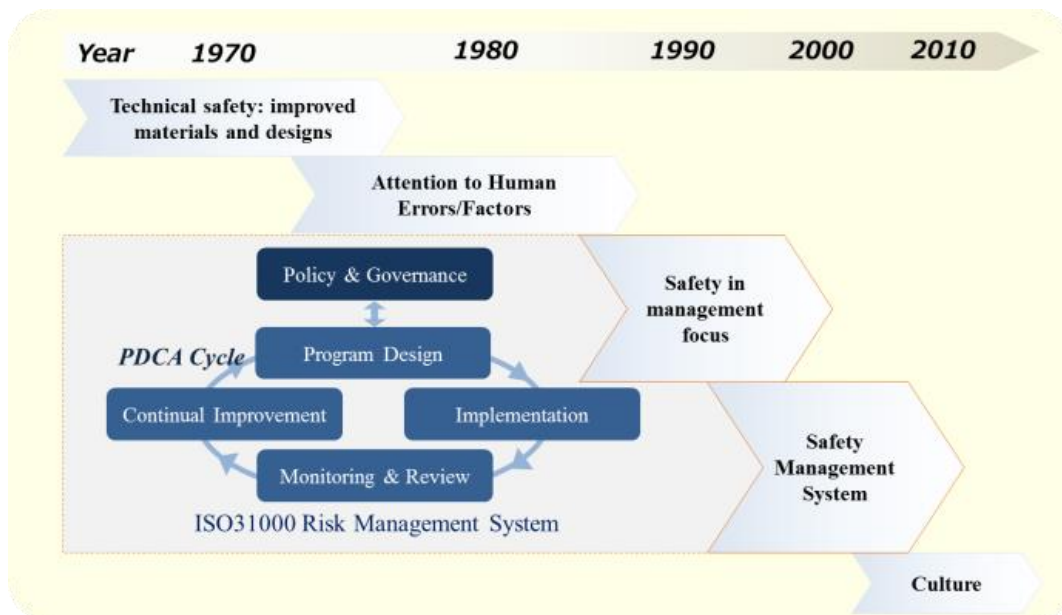 Year 1970 1980 1990 2000 2010
Technical safety: improved
materials and designs
Attention to Human
Errors/Factors
Policy & Governance
Safety in
management
focus
PDCA Cycle
Program Design
Continual Improvement
Implementation
Monitoring & Review
Safety
Management
System
ISO31000 Risk Management System
Culture